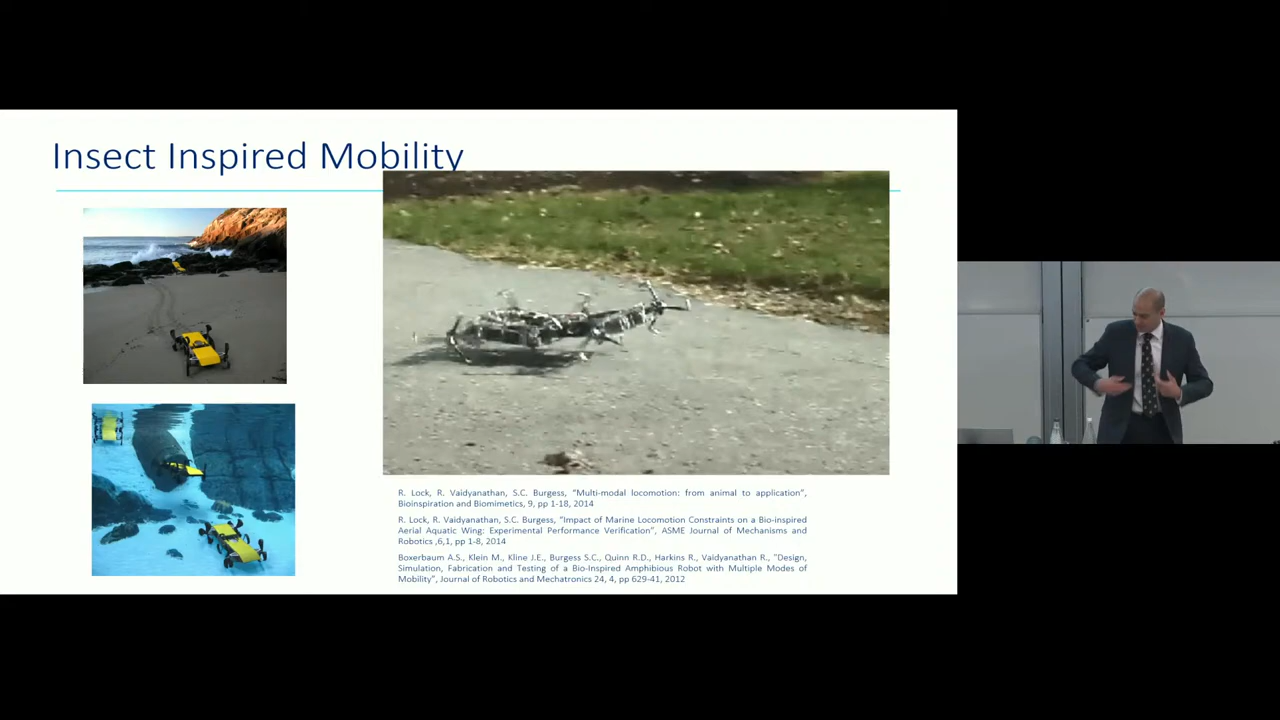 Insect Inspired Mobility
R. Lock, R. Vaidyanathan, S.C. Burgess, "Multi-modal locomotion: from animal to application",
Bioinspiration and Biomimetics, 9, pp 1-18, 2014
R. Lock, R. Vaidyanathan, S.C. Burgess, "Impact of Marine Locomotion Constraints on a Bio-inspired
Aerial Aquatic Wing: Experimental Performance Verification", ASME Journal of Mechanisms and
Robotics ,6,1, pp 1-8, 2014
Boxerbaum A.S., Klein M., Kline J.E., Burgess S.C., Quinn R.D., Harkins R., Vaidyanathan R., "Design,
Simulation, Fabrication and Testing of a Bio-Inspired Amphibious Robot with Multiple Modes of
Mobility", Journal of Robotics and Mechatronics 24, 4, pp 629-41, 2012